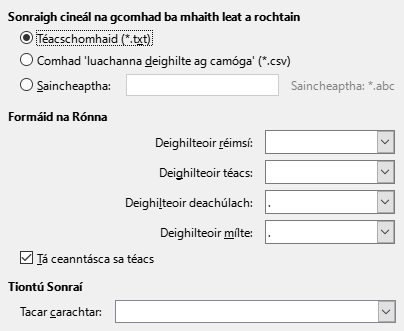 Sonraigh cineál na gcomhad ba mhaith leat a rochtain
Téacschomhaid (*.txt)
Comhad 'luachanna deighilte ag camóga' (*.csv)
Saincheaptha:
Saincheaptha: *.abc
Formáid na Rónna
Deighilteoir réimsí:
Deighilteoir téacs:
Deighilteoir deachúlach: .
Deighilteoir mílte: .
Tá ceanntásca sa téacs
Tiontú Sonraí
Tacar carachtar: